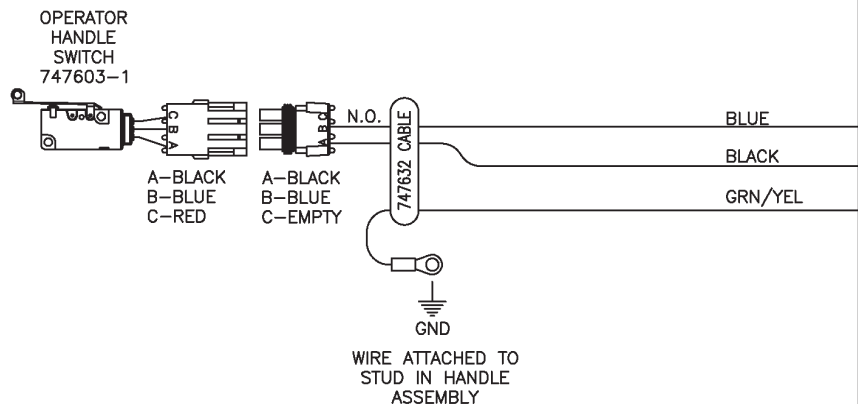 OPERATOR
HANDLE
SWITCH
747603-1
C
B
A
A-BLACK
B-BLUE
C-RED
A B C
A-BLACK
B-BLUE
C-EMPTY
N.O.
747632 CABLE
BLUE
BLACK
GRN/YEL
GND
WIRE ATTACHED TO
STUD IN HANDLE
ASSEMBLY